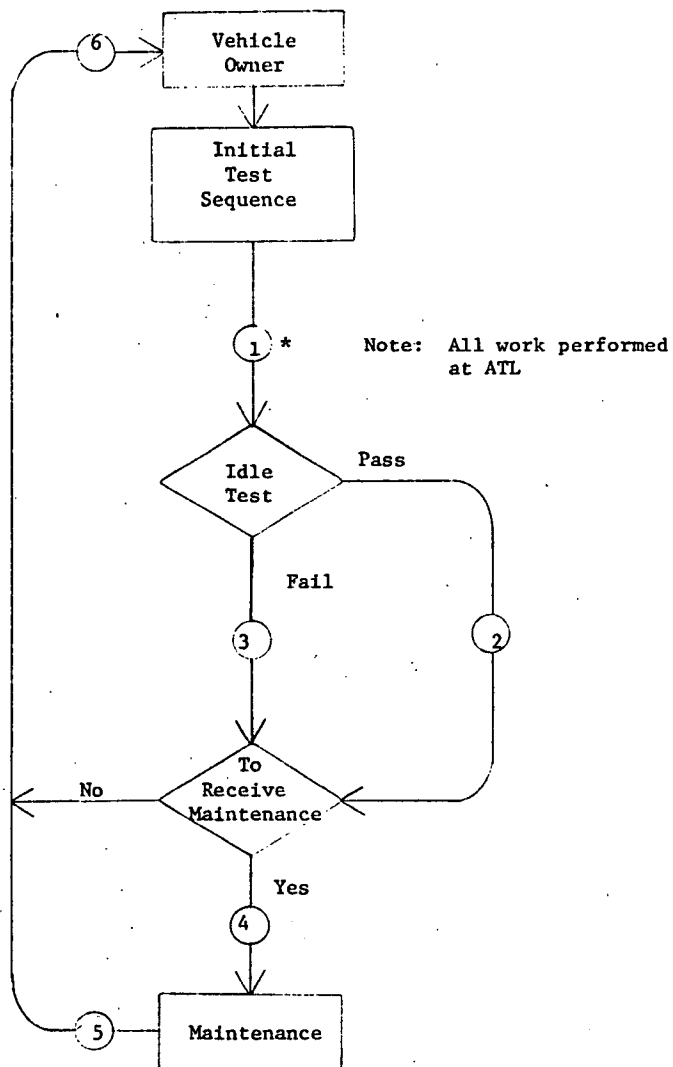 6
Vehicle
Owner
Initial
Test
Sequence
1 *
Note: All work performed
at ATL
Idle
Test
Pass
Fail
3
2
To
Receive
Maintenance
No
Yes
4
5
Maintenance